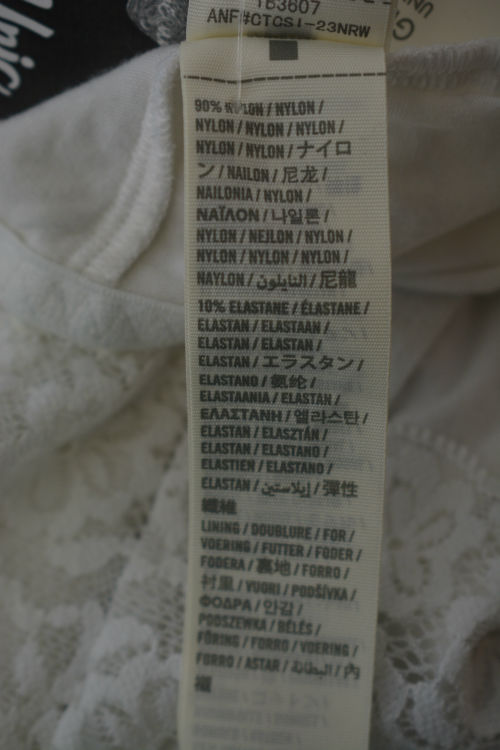 1B3607
ANF#CTCSI-23NRW
90% NYLON / NYLON /
NYLON / NYLON / NYLON /
NYLON / NYLON / ナイロ
ン / NAILON / 尼龙 /
NAILONIA / NYLON /
ΝΑΪΛΟΝ / 나일론 /
NYLON / NEJLON / NYLON /
NYLON / NYLON / NYLON /
NAYLON / النايلون / 尼龍
10% ELASTANE / ÉLASTANE /
ELASTAN / ELASTAAN /
ELASTAN / ELASTAN /
ELASTAN / エラスタン /
ELASTANO / 氨纶 /
ELASTAANIA / ELASTAN /
ΕΛΑΣΤΑΝΗ / 엘라스탄 /
ELASTAN / ELASZTÁN /
ELASTAN / ELASTANO /
ELASTIEN / ELASTANO /
ELASTAN / إيلاستين / 彈性
纖維
LINING / DOUBLURE / FOR /
VOERING / FUTTER / FODER /
FODERA / 裏地 / FORRO /
衬里 / VUORI / PODŠÍVKA /
ΦΟΔΡΑ / 안감 /
PODSZEWKA / BÉLÉS /
FÔRING / FORRO / VOERING /
FORRO / ASTAR / البطانة / 內
襯